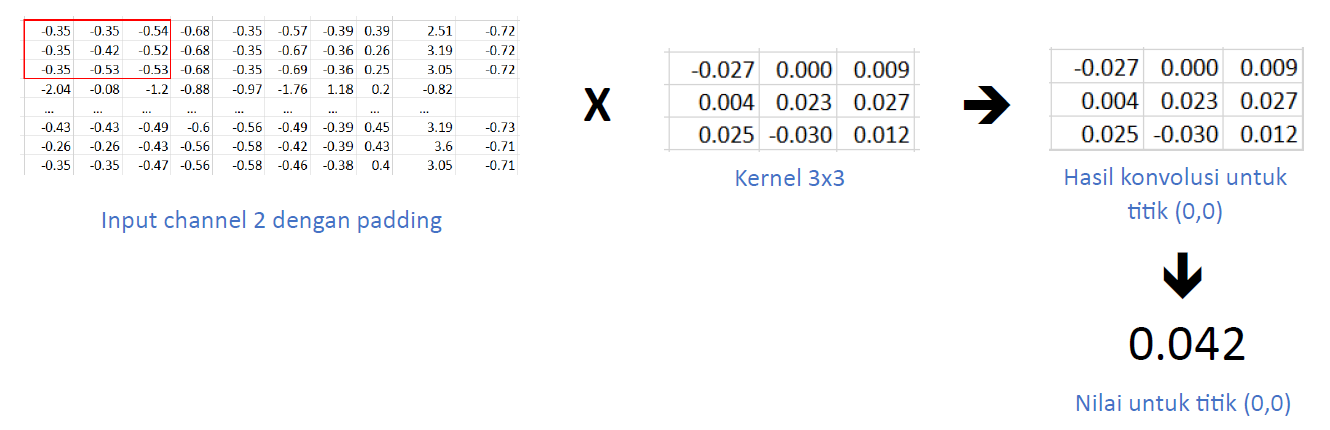 -0.35 -0.35 -0.54 -0.68 -0.35 -0.57 -0.39 0.39 2.51 -0.72
-0.35 -0.42 -0.52 -0.68 -0.35 -0.67 -0.36 0.26 3.19 -0.72
-0.35 -0.53 -0.53 -0.68 -0.35 -0.69 -0.36 0.25 3.05 -0.72
-2.04 -0.08 -1.2 -0.88 -0.97 -1.76 1.18 0.2 -0.82
... ... ... ... ... ... ... ... ...
-0.43 -0.43 -0.49 -0.6 -0.56 -0.49 -0.39 0.45 3.19 -0.73
-0.26 -0.26 -0.43 -0.56 -0.58 -0.42 -0.39 0.43 3.6 -0.71
-0.35 -0.35 -0.47 -0.56 -0.58 -0.46 -0.38 0.4 3.05 -0.71
Input channel 2 dengan padding
X
-0.027 0.000 0.009
0.004 0.023 0.027
0.025 -0.030 0.012
Kernel 3x3
-0.027 0.000 0.009
0.004 0.023 0.027
0.025 -0.030 0.012
Hasil konvolusi untuk
titik (0,0)
0.042
Nilai untuk titik (0,0)